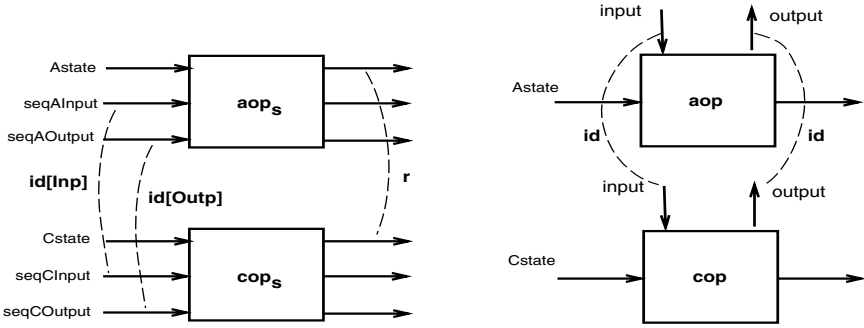 Astate
seqAInput
seqAOutput
aops
id[Inp]
id[Outp]
r
Cstate
seqCInput
seqCOutput
cops
input
output
Astate
aop
id
id
input
output
Cstate
cop